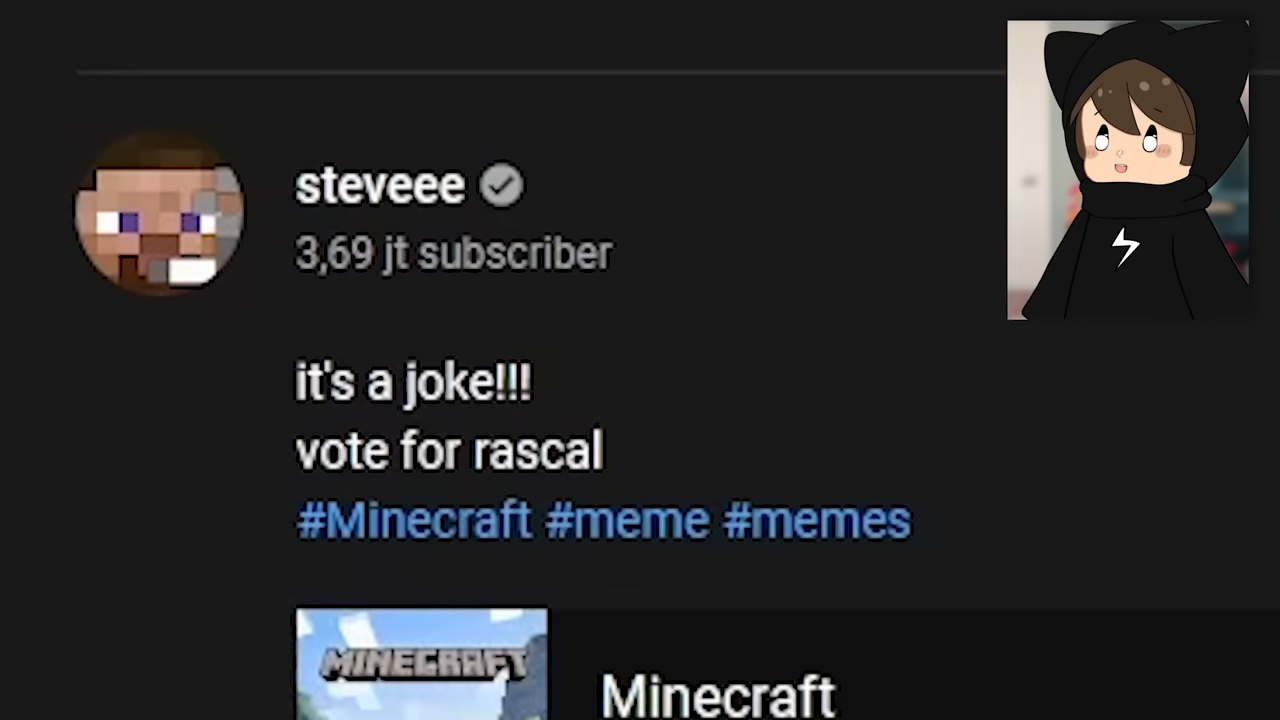 steveee
3,69 jt subscriber
it's a joke!!!
vote for rascal
#Minecraft #meme #memes
MINECRAFT
Minecraft